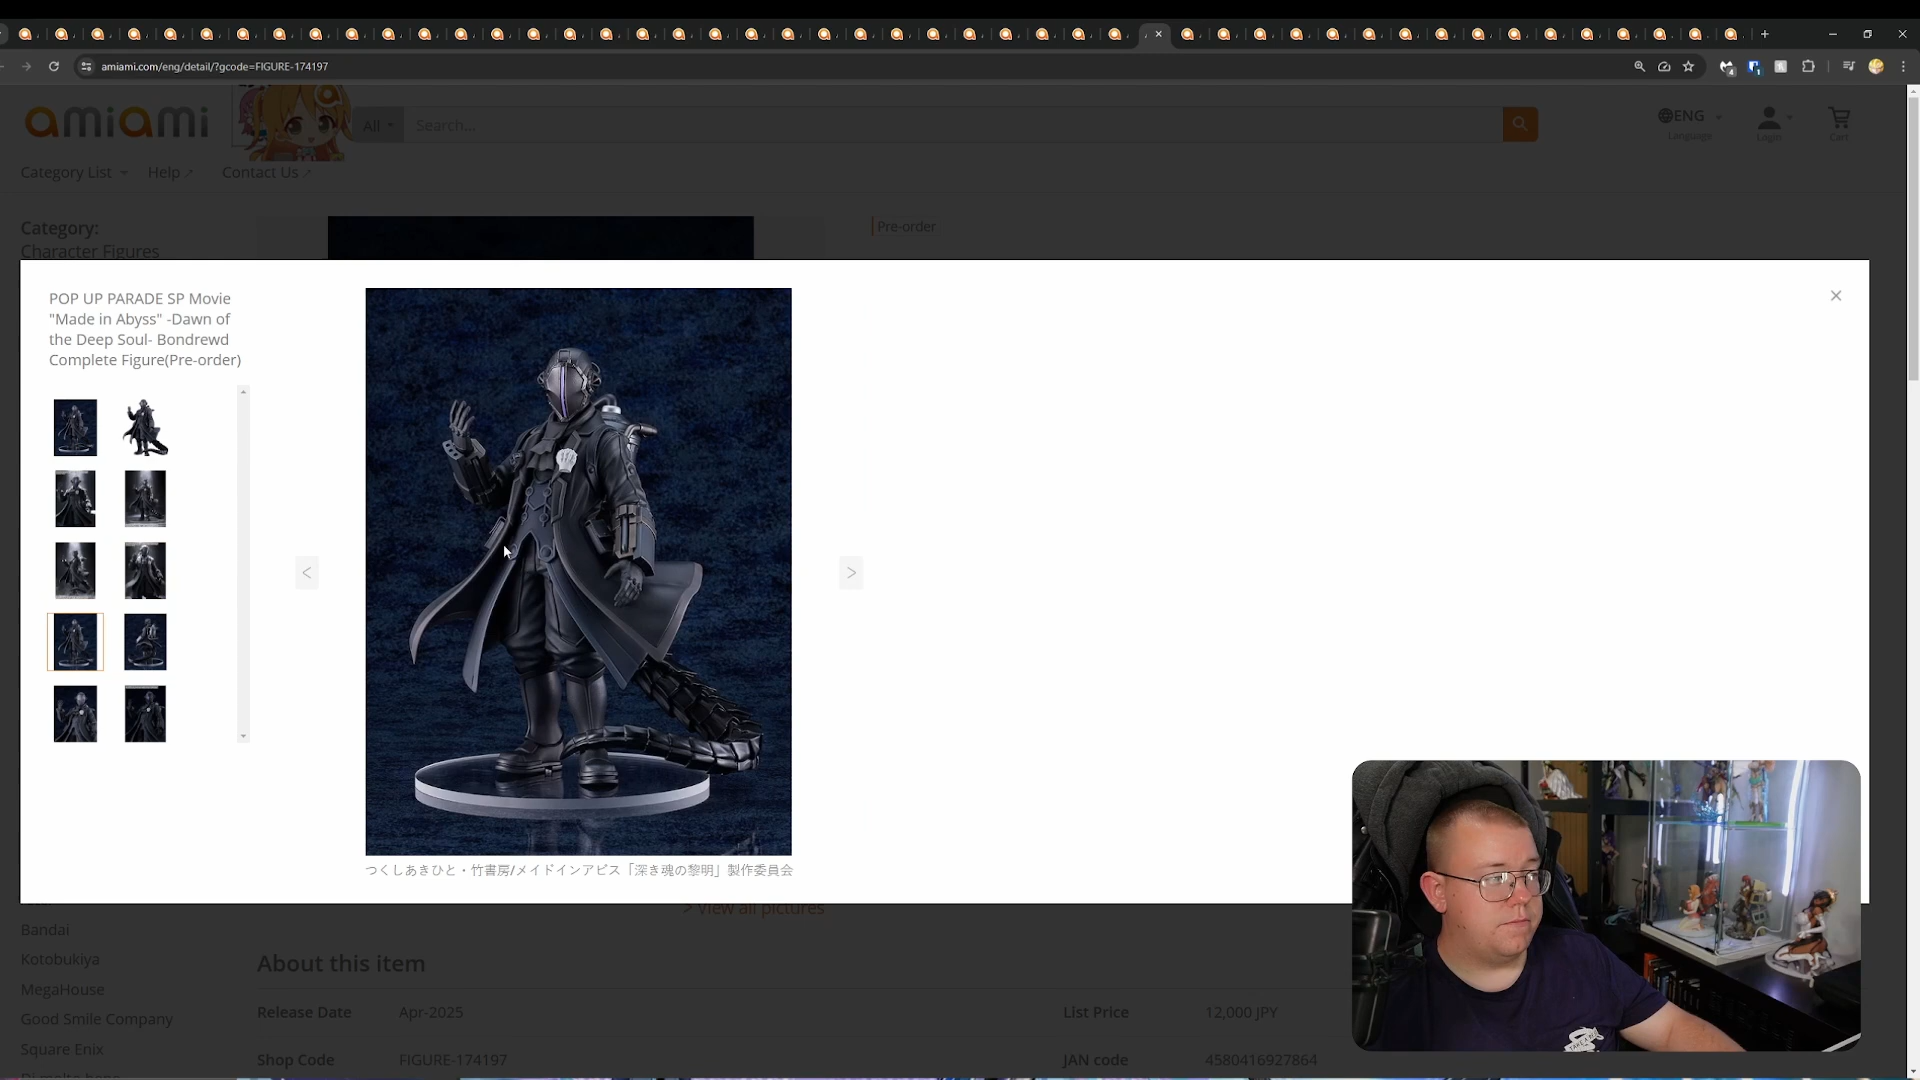 amiami.com/eng/detail/?gcode=FIGURE-174197
amiami
All
Search...
ENG
Language
Login
Cart
Category List
Help
Contact Us
Category:
Character Figures
Pre-order
POP UP PARADE SP Movie
"Made in Abyss" -Dawn of
the Deep Soul- Bondrewd
Complete Figure(Pre-order)
<
>
つくしあきひと・竹書房/メイドインアビス「深き魂の黎明」製作委員会
> View all pictures
Bandai
Kotobukiya
MegaHouse
Good Smile Company
Square Enix
About this item
Release Date
Apr-2025
List Price
12,000 JPY
Shop Code
FIGURE-174197
JAN code
4580416927864